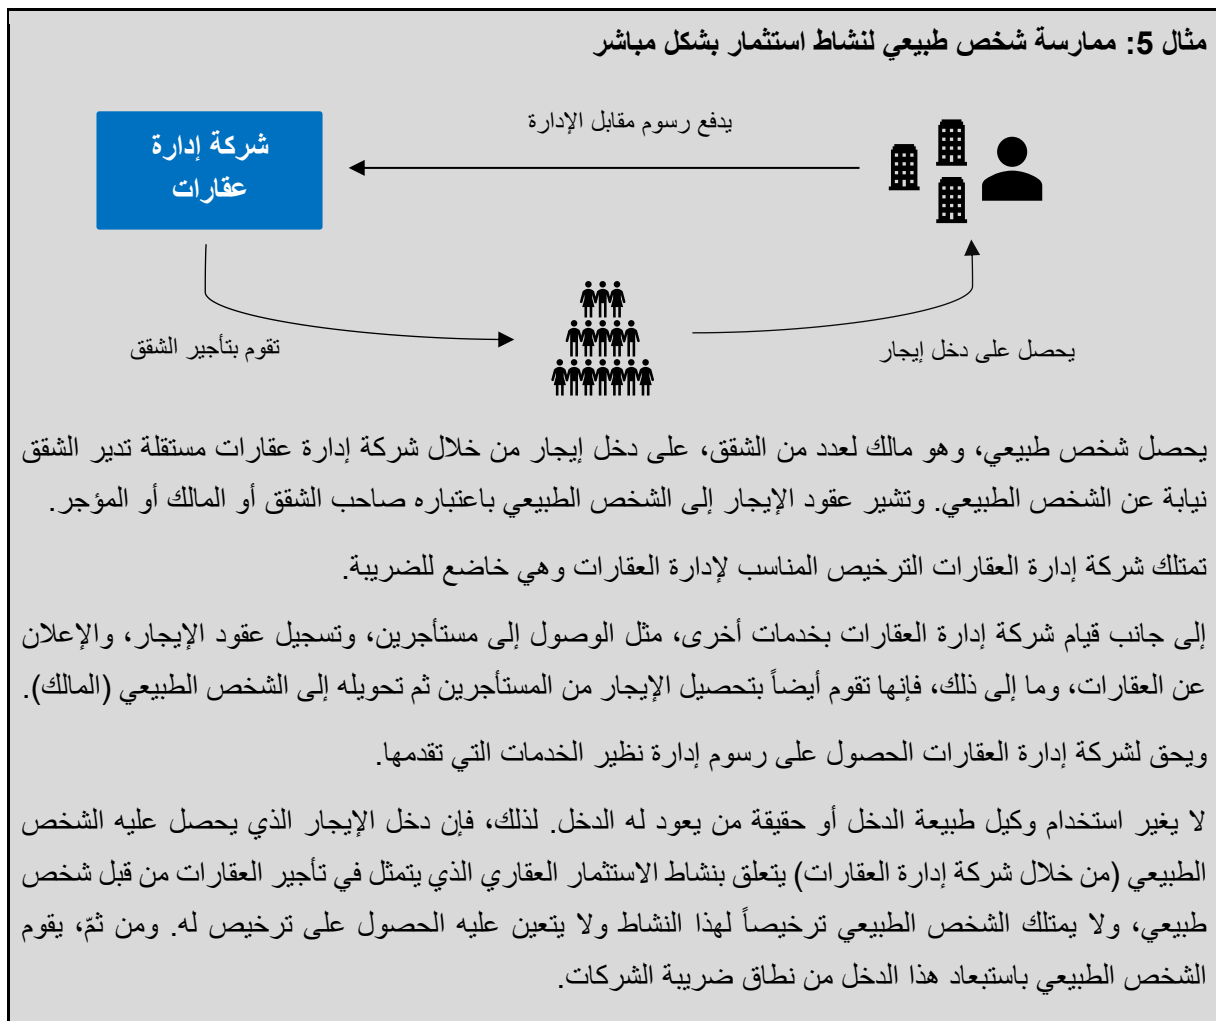 مثال 5: ممارسة شخص طبيعي لنشاط استثمار بشكل مباشر
يدفع رسوم مقابل الإدارة
شركة إدارة
عقارات
تقوم بتأجير الشقق
يحصل على دخل إيجار
يحصل شخص طبيعي، وهو مالك لعدد من الشقق، على دخل إيجار من خلال شركة إدارة عقارات مستقلة تدير الشقق
نيابة عن الشخص الطبيعي. وتشير عقود الإيجار إلى الشخص الطبيعي باعتباره صاحب الشقق أو المالك أو المؤجر.
تمتلك شركة إدارة العقارات الترخيص المناسب لإدارة العقارات وهي خاضع للضريبة.
إلى جانب قيام شركة إدارة العقارات بخدمات أخرى، مثل الوصول إلى مستأجرين، وتسجيل عقود الإيجار، والإعلان
عن العقارات، وما إلى ذلك، فإنها تقوم أيضاً بتحصيل الإيجار من المستأجرين ثم تحويله إلى الشخص الطبيعي (المالك).
ويحق لشركة إدارة العقارات الحصول على رسوم إدارة نظير الخدمات التي تقدمها.
لا يغير استخدام وكيل طبيعة الدخل أو حقيقة من يعود له الدخل. لذلك، فإن دخل الإيجار الذي يحصل عليه الشخص
الطبيعي (من خلال شركة إدارة العقارات) يتعلق بنشاط الاستثمار العقاري الذي يتمثل في تأجير العقارات من قبل شخص
طبيعي، ولا يمتلك الشخص الطبيعي ترخيصاً لهذا النشاط ولا يتعين عليه الحصول على ترخيص له. ومن ثمّ، يقوم
الشخص الطبيعي باستبعاد هذا الدخل من نطاق ضريبة الشركات.